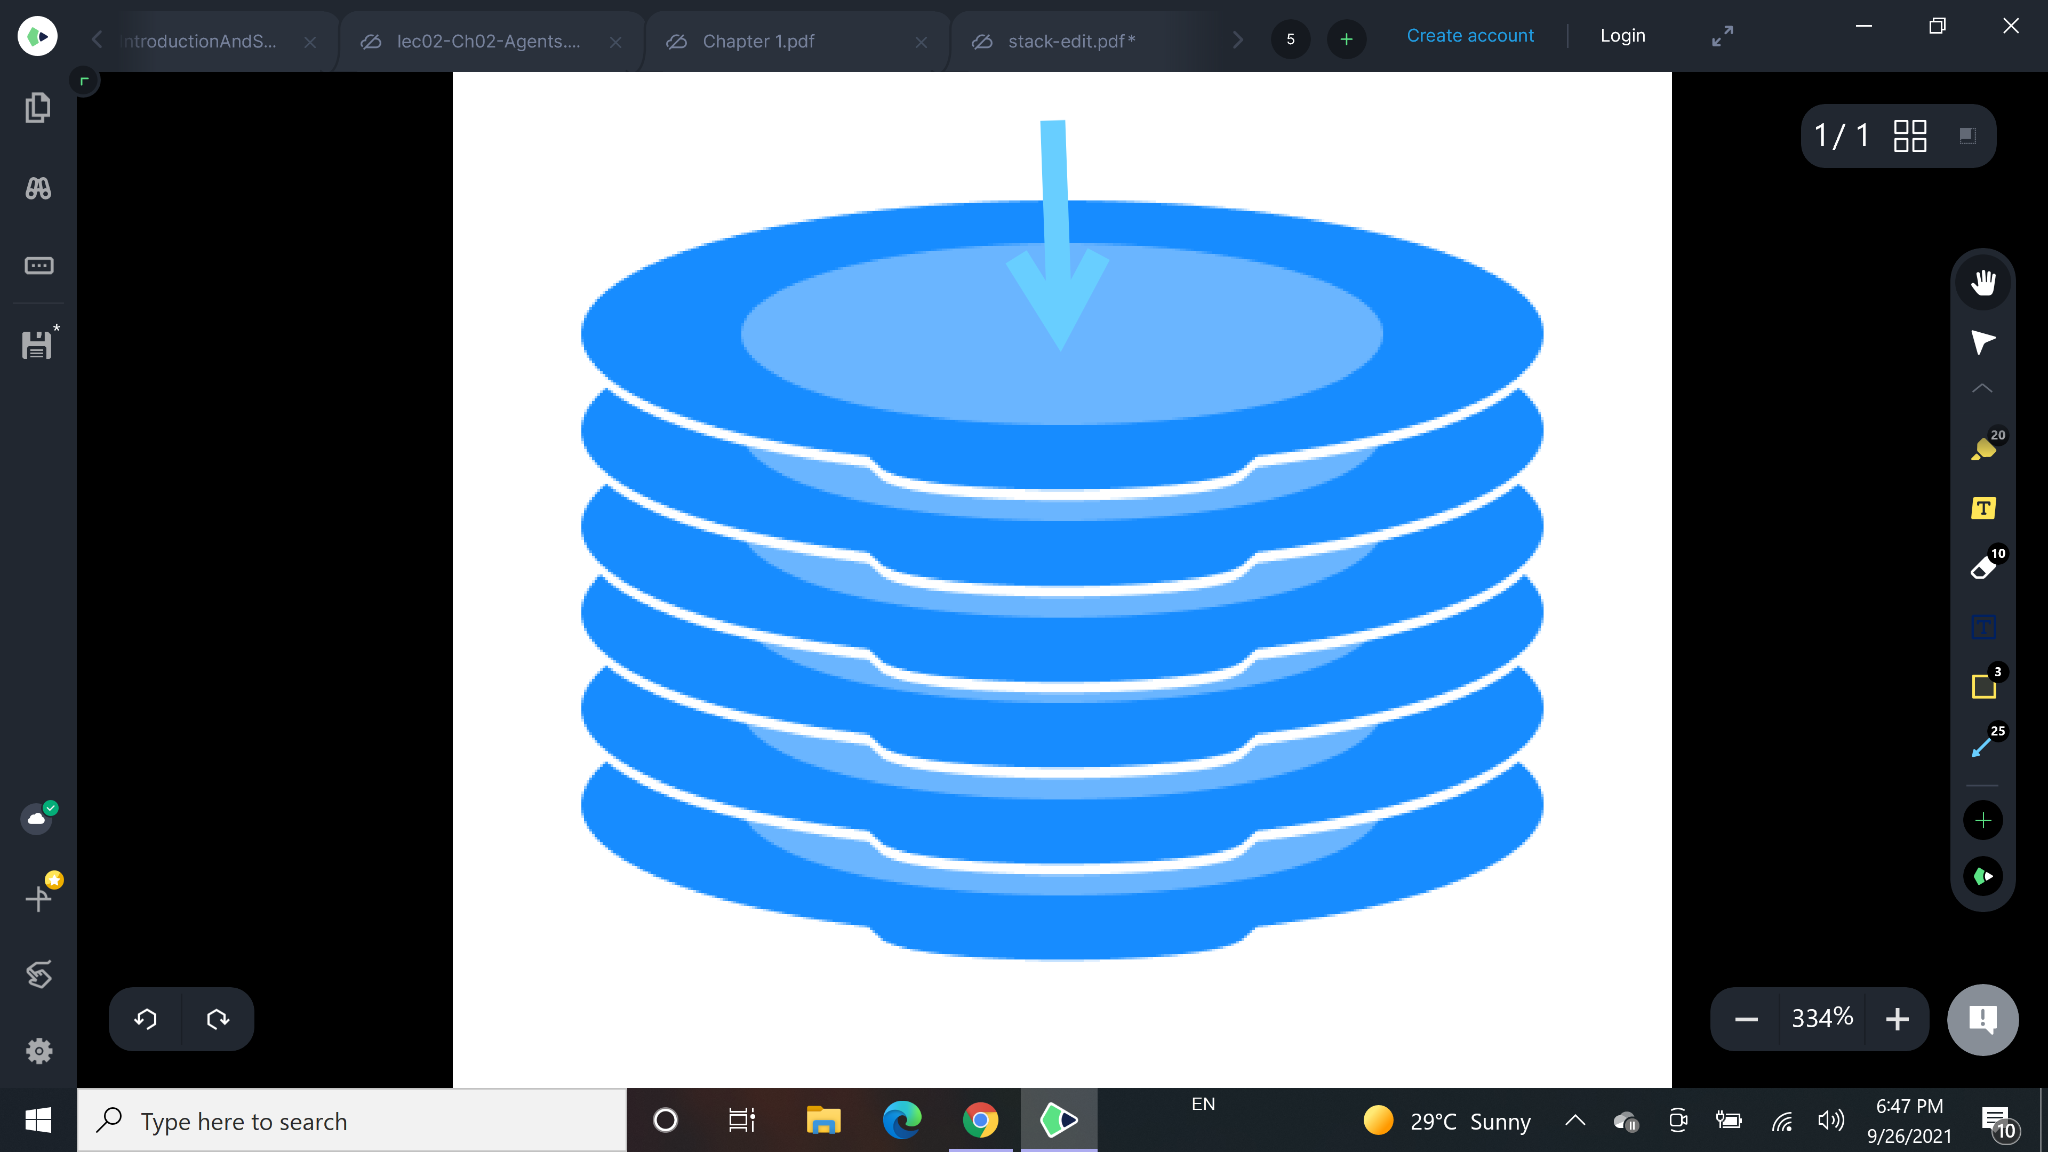 IntroductionAndS...
lec02-Ch02-Agents....
Chapter 1.pdf
stack-edit.pdf*
5
Create account
Login
1/ 1
*
20
T
10
T
3
25
334%
Type here to search
EN
29°C Sunny
6:47 PM
9/26/2021
10